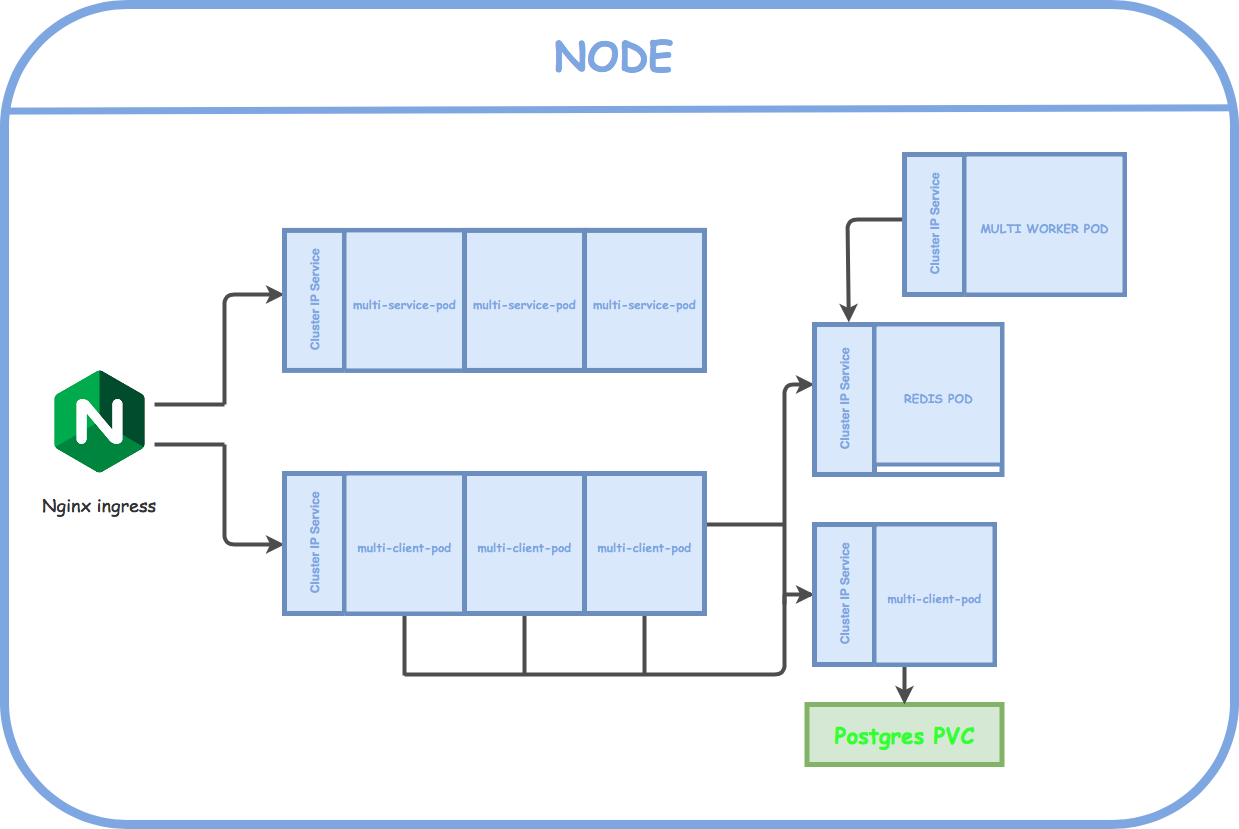 NODE
Cluster IP Service
MULTI WORKER POD
Cluster IP Service
multi-service-pod
multi-service-pod
multi-service-pod
Cluster IP Service
REDIS POD
N
Nginx ingress
Cluster IP Service
multi-client-pod
multi-client-pod
multi-client-pod
Cluster IP Service
multi-client-pod
Postgres PVC